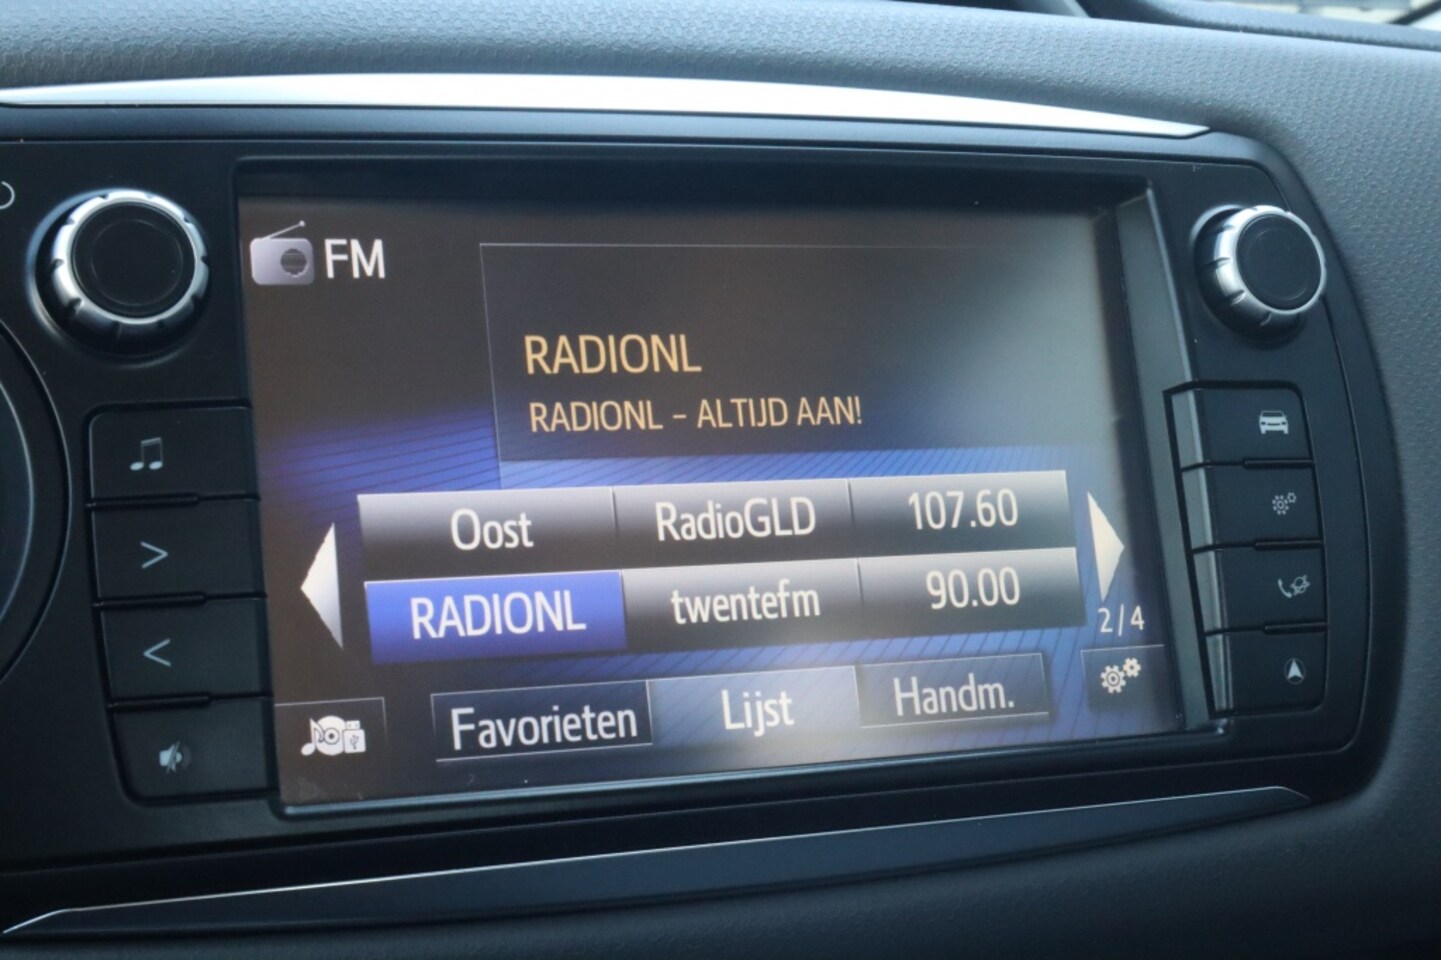 FM
RADIONL
RADIONL - ALTIJD AAN!
Oost RadioGLD 107.60
RADIONL twentefm 90.00
2/4
Favorieten Lijst Handm.